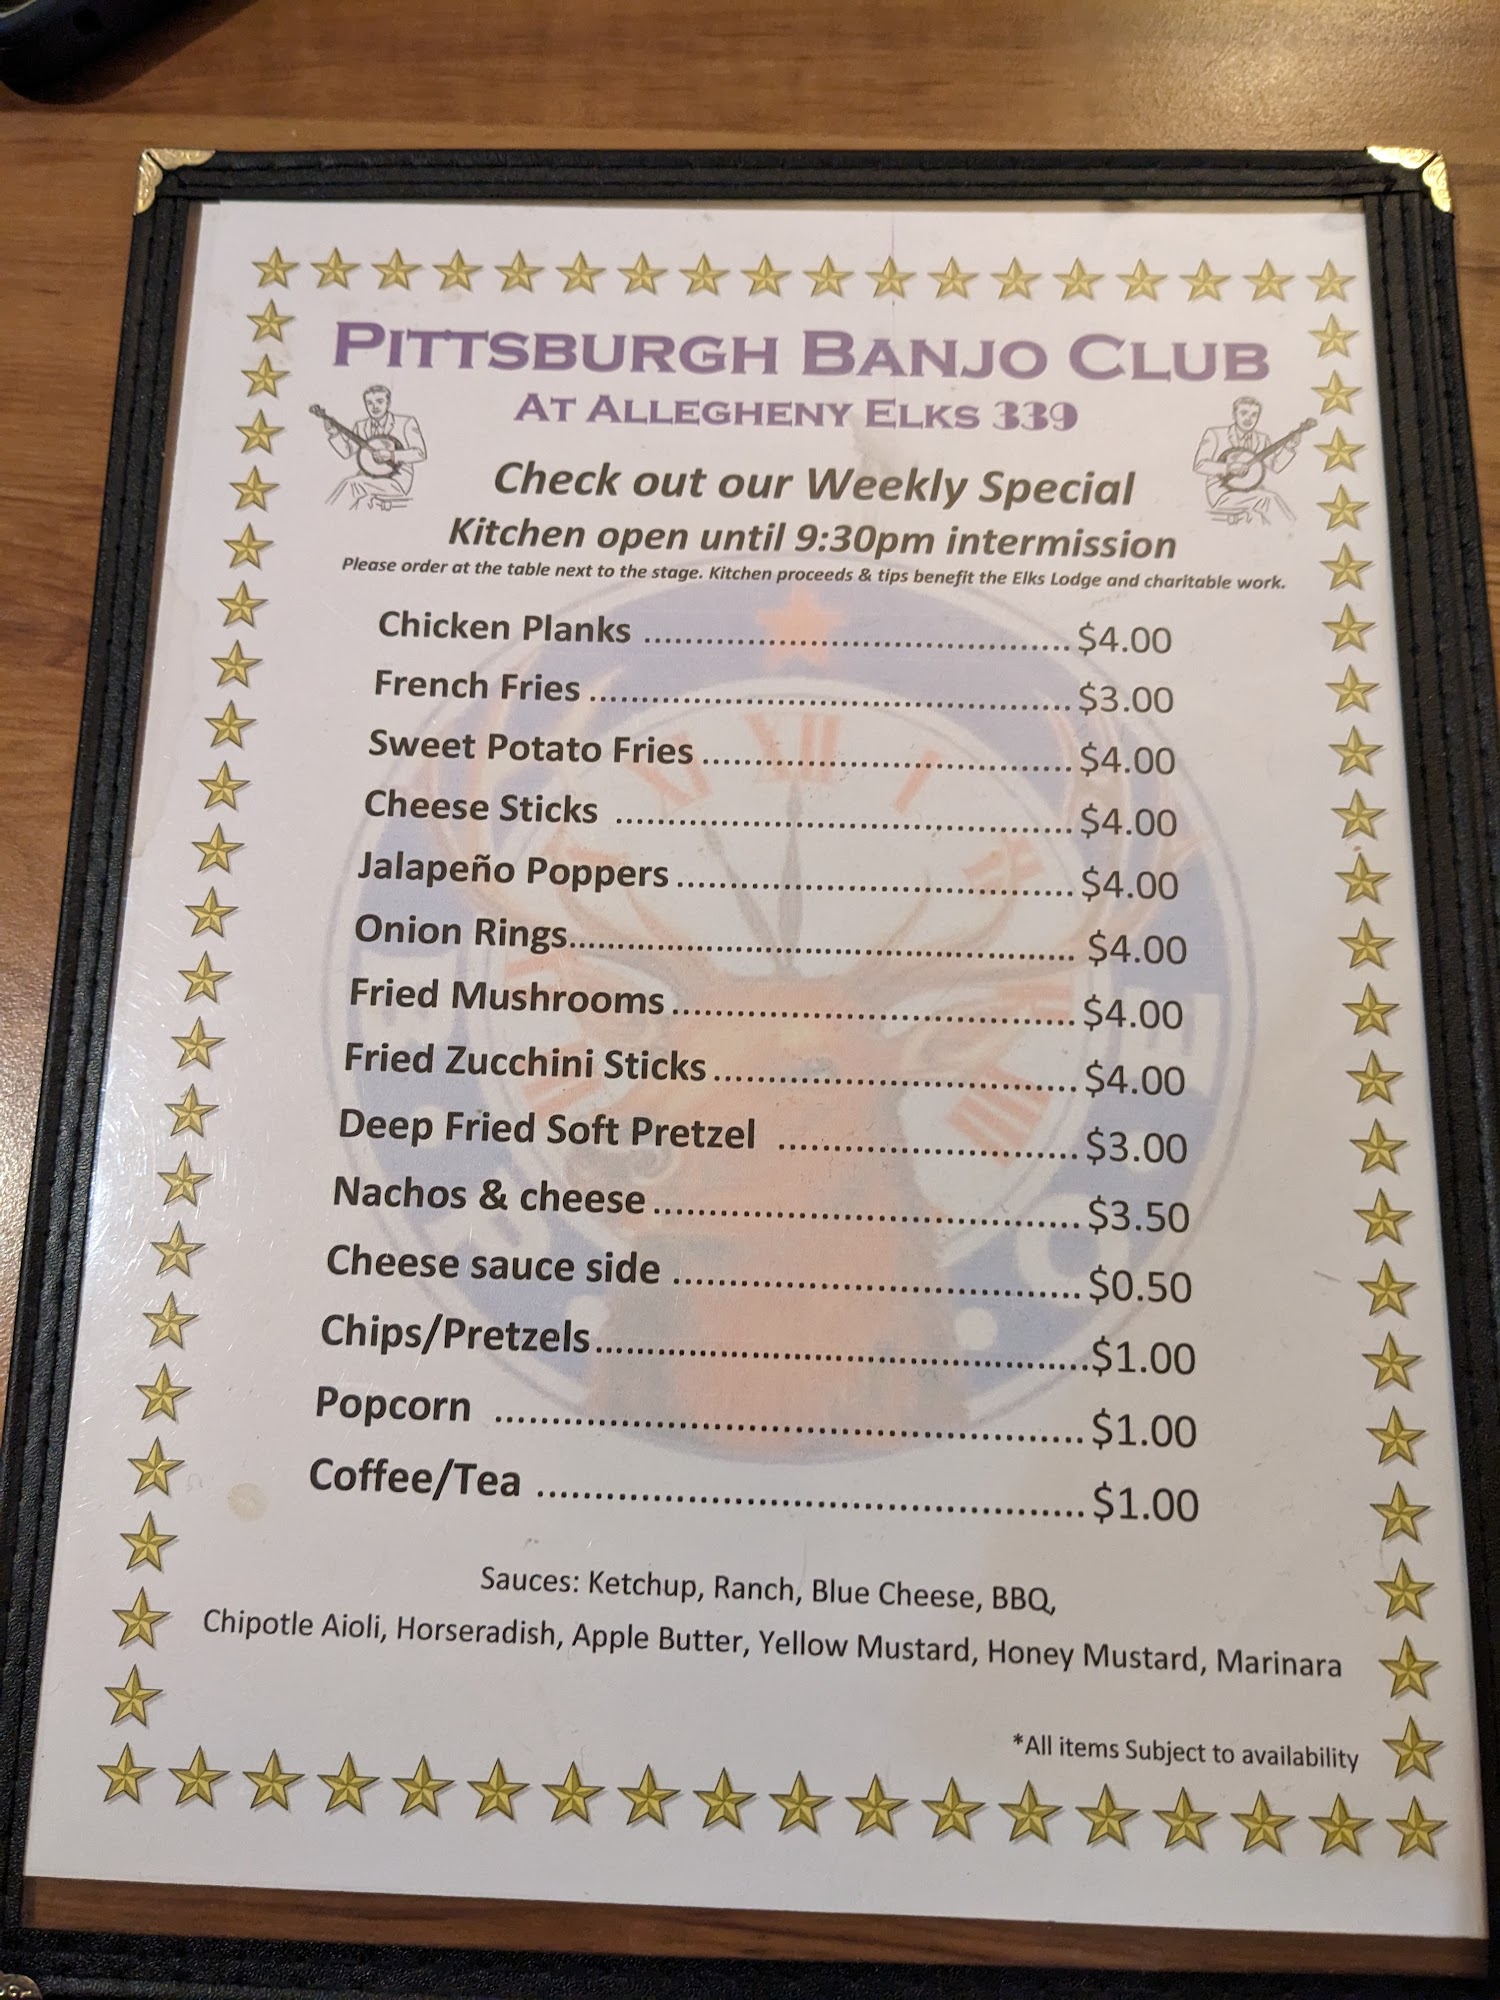 PITTSBURGH BANJO CLUB
AT ALLEGHENY ELKS 339
Check out our Weekly Special
Kitchen open until 9:30pm intermission
Please order at the table next to the stage. Kitchen proceeds & tips benefit the Elks Lodge and charitable work.
Chicken Planks ........................................ $4.00
French Fries ........................................ $3.00
Sweet Potato Fries ........................................ $4.00
Cheese Sticks ........................................ $4.00
Jalapeño Poppers ........................................ $4.00
Onion Rings ........................................ $4.00
Fried Mushrooms ........................................ $4.00
Fried Zucchini Sticks ........................................ $4.00
Deep Fried Soft Pretzel ........................................ $3.00
Nachos & cheese ........................................ $3.50
Cheese sauce side ........................................ $0.50
Chips/Pretzels ........................................ $1.00
Popcorn ........................................ $1.00
Coffee/Tea ........................................ $1.00
Sauces: Ketchup, Ranch, Blue Cheese, BBQ,
Chipotle Aioli, Horseradish, Apple Butter, Yellow Mustard, Honey Mustard, Marinara
*All items Subject to availability